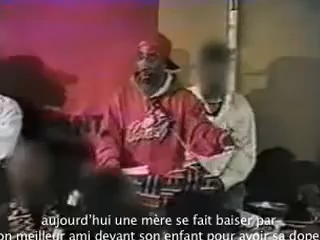 aujourd'hui une mère se fait baiser par
on meilleur ami devant son enfant pour avoir sa dope